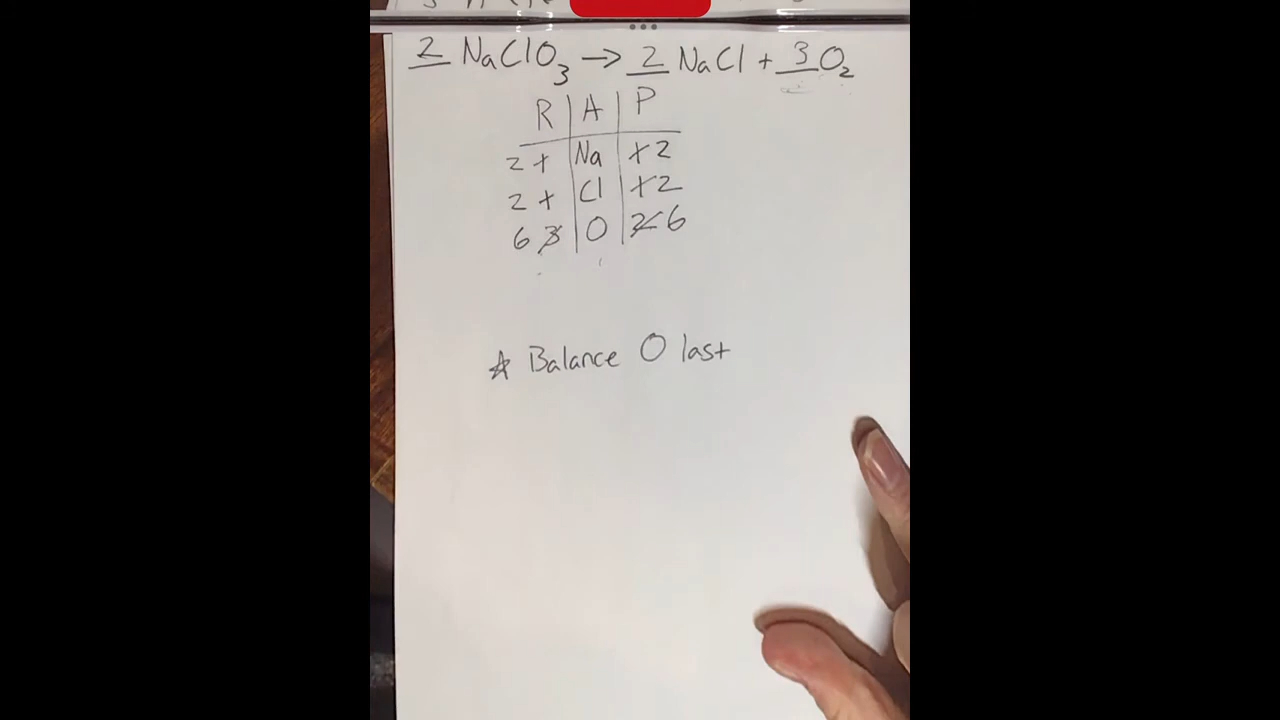 2 NaClO₃ → 2 NaCl + 3 O₂
R | A | P
2 1 | Na | 1 2
2 1 | Cl | 1 2
6 3 | O | 2 6
☆ Balance O last